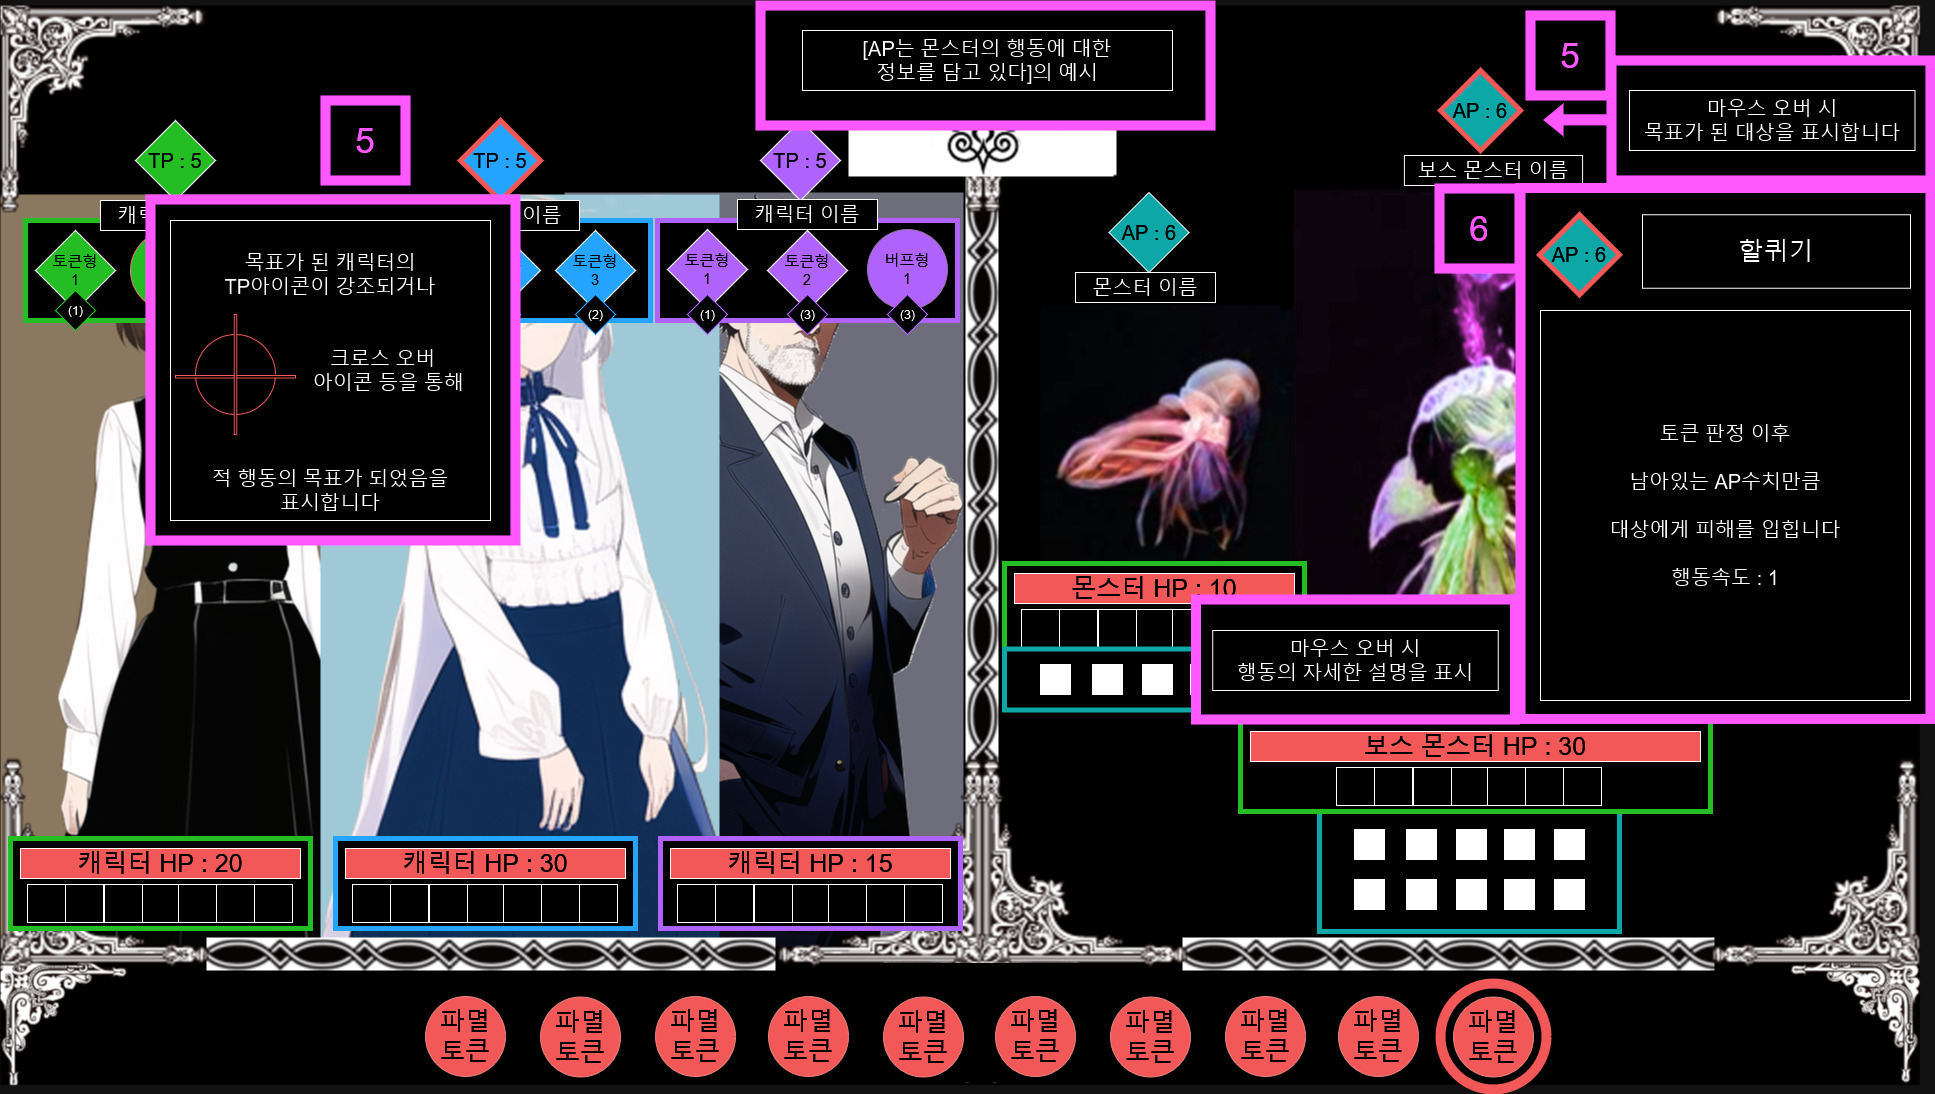 [AP는 몬스터의 행동에 대한
정보를 담고 있다]의 예시
5
5
마우스 오버 시
목표가 된 대상을 표시합니다
AP : 6
보스 몬스터 이름
TP : 5
TP : 5
TP : 5
캐릭터 이름
이름
토큰형
1
(1)
목표가 된 캐릭터의
TP아이콘이 강조되거나
크로스 오버
아이콘 등을 통해
적 행동의 목표가 되었음을
표시합니다
토큰형
3
(2)
토큰형
1
(1)
토큰형
2
(3)
버프형
1
(3)
AP : 6
몬스터 이름
6
AP : 6
할퀴기
토큰 판정 이후
남아있는 AP수치만큼
대상에게 피해를 입힙니다
행동속도 : 1
몬스터 HP : 10
마우스 오버 시
행동의 자세한 설명을 표시
보스 몬스터 HP : 30
캐릭터 HP : 20
캐릭터 HP : 30
캐릭터 HP : 15
파멸
토큰
파멸
토큰
파멸
토큰
파멸
토큰
파멸
토큰
파멸
토큰
파멸
토큰
파멸
토큰
파멸
토큰
파멸
토큰